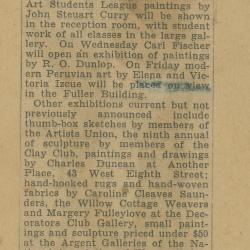 Art Students League paintings by
John Steuart Curry will be shown
in the reception room, with student
work of all classes in the large gal-
lery. On Wednesday Carl Fischer
will open an exhibition of paintings
by R. O. Dunlop. On Friday mod-
ern Peruvian art by Elena and Vic-
toria Izcue will be placed on view
in the Fuller Building.
Other exhibitions current but not
previously announced include
thumb-box sketches by members of
the Artists Union, the ninth annual
of sculpture by members of the
Clay Club, paintings and drawings
by Charles Duncan at Another
Place, 43 West Eighth Street;
hand-hooked rugs and hand-woven
fabrics by Caroline Cleaves Saun-
ders, the Willow Cottage Weavers
and Margery Fulleylove at the Dec-
orators Club Gallery, small paint-
ings and sculpture priced under $50
at the Argent Galleries of the Na-